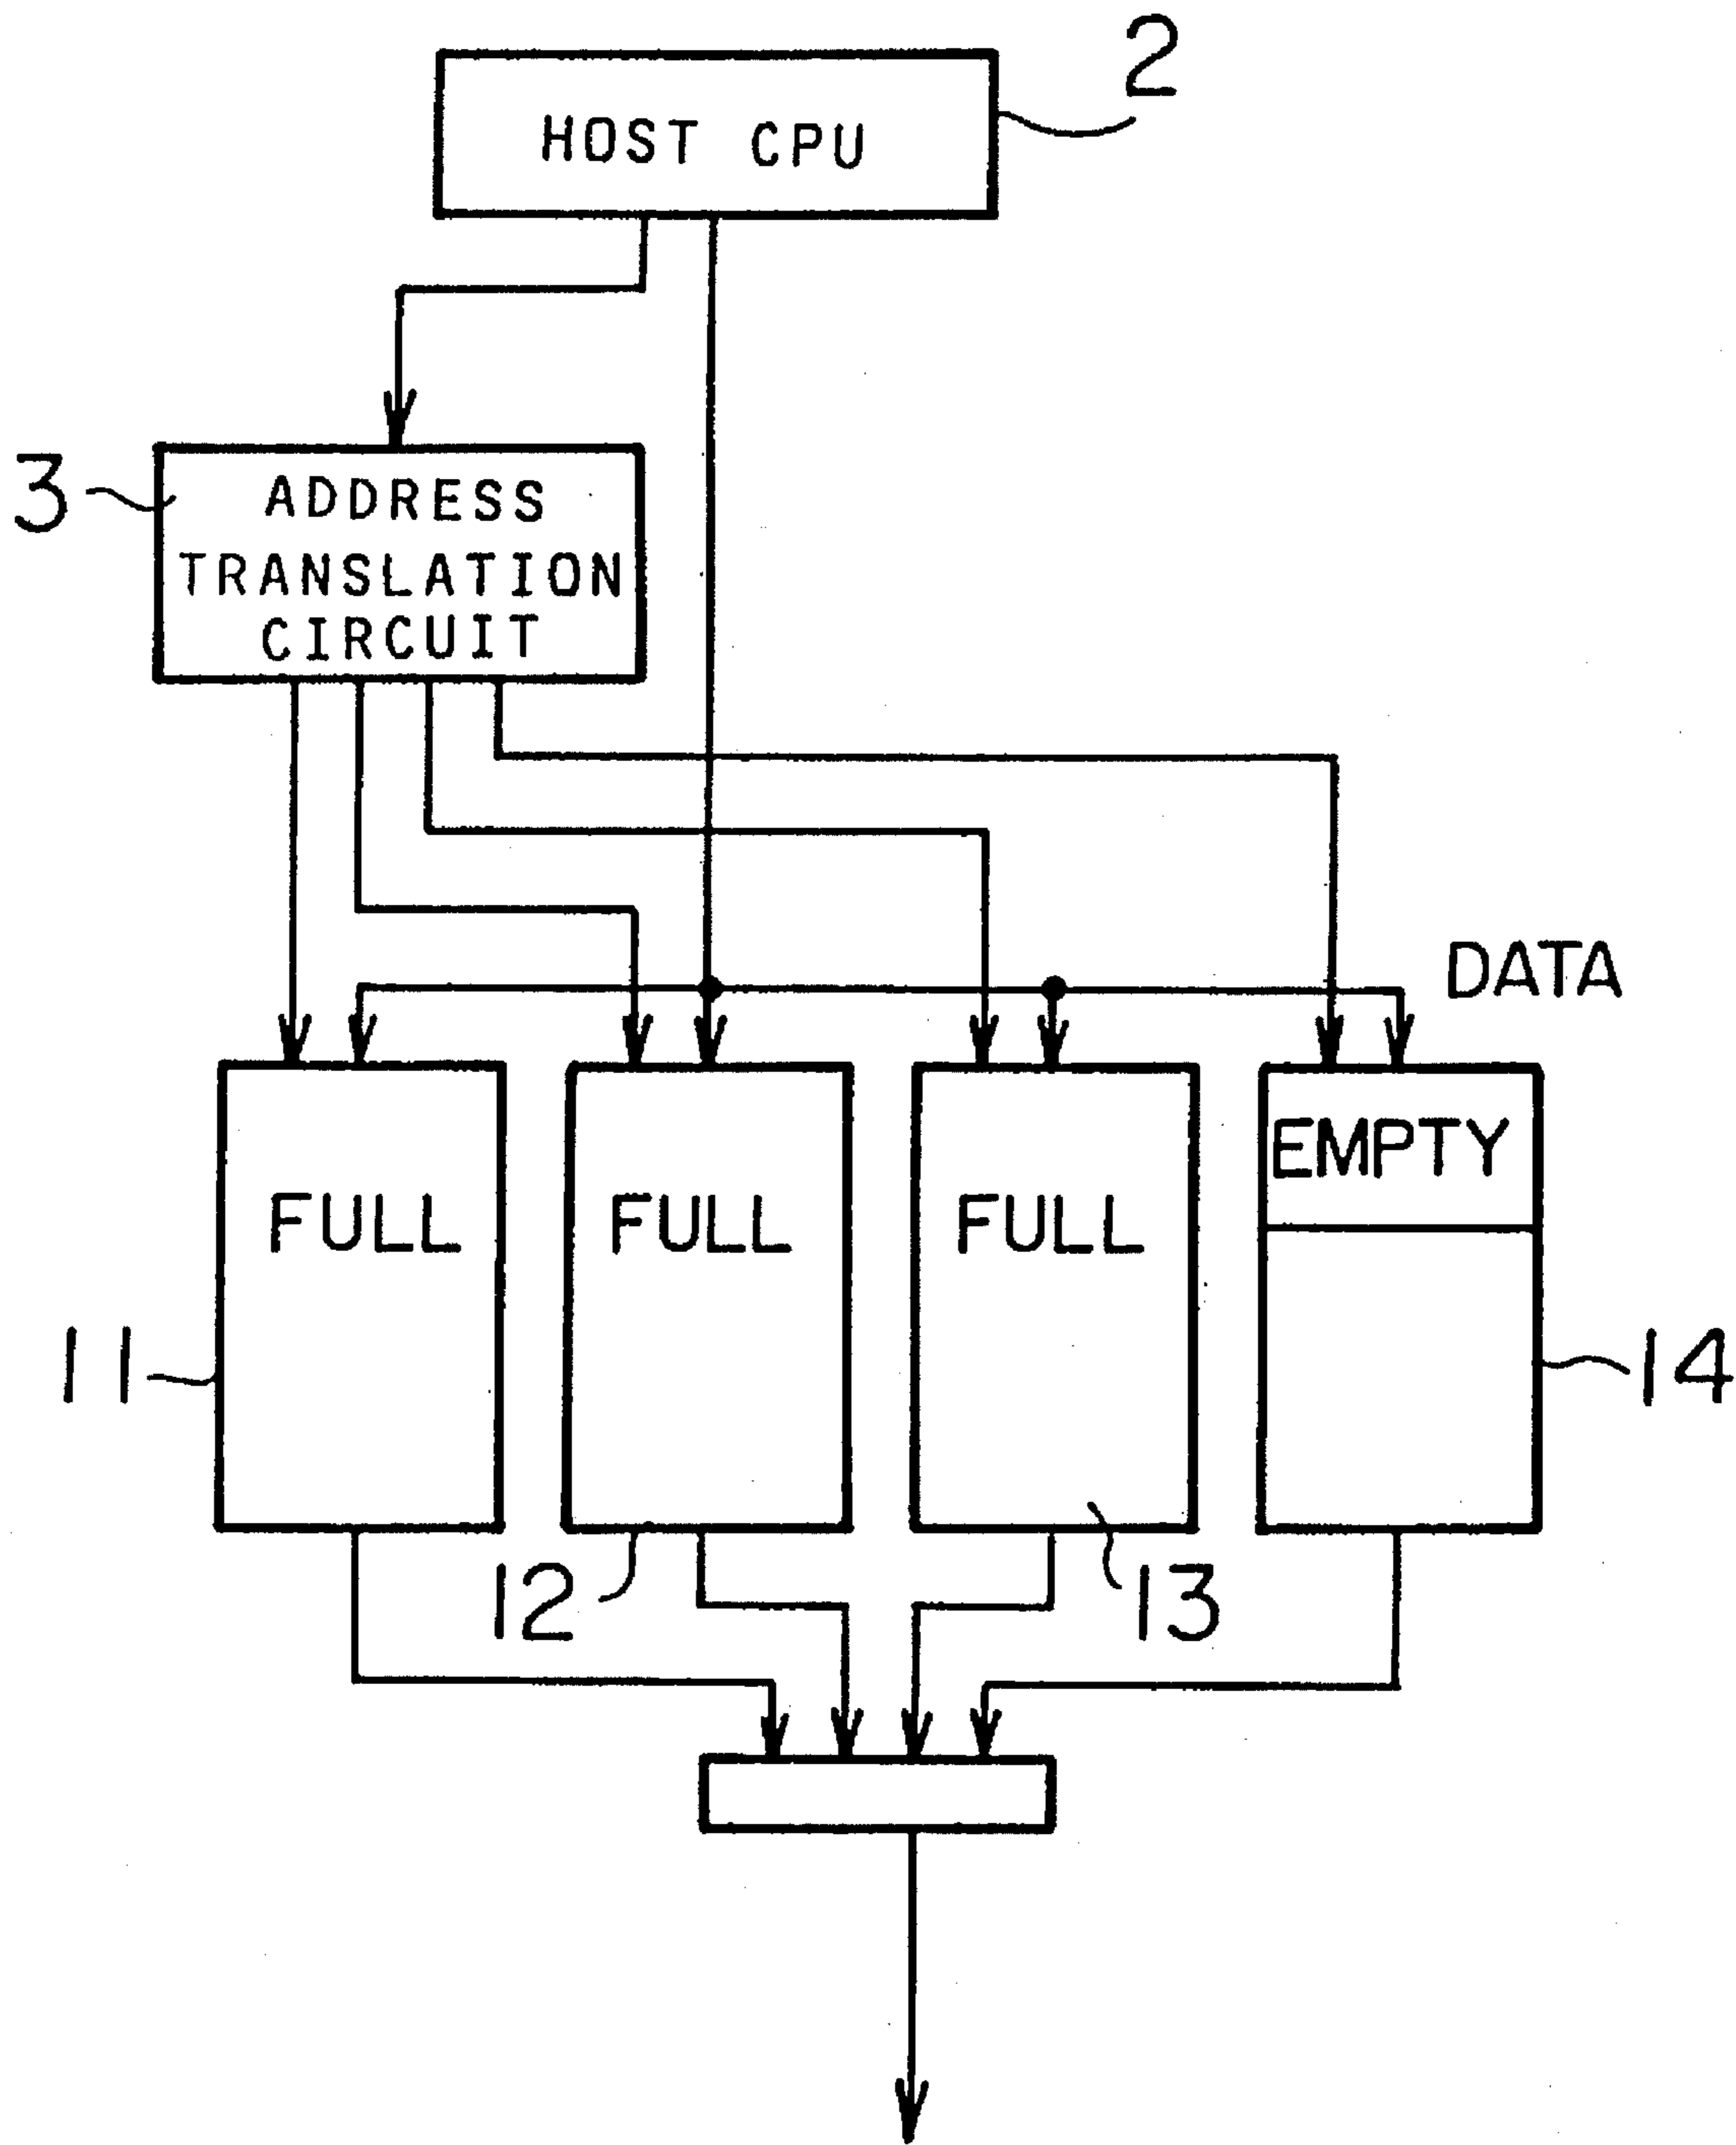 2
HOST CPU
3
ADDRESS
TRANSLATION
CIRCUIT
DATA
EMPTY
FULL
FULL
FULL
11
14
12
13